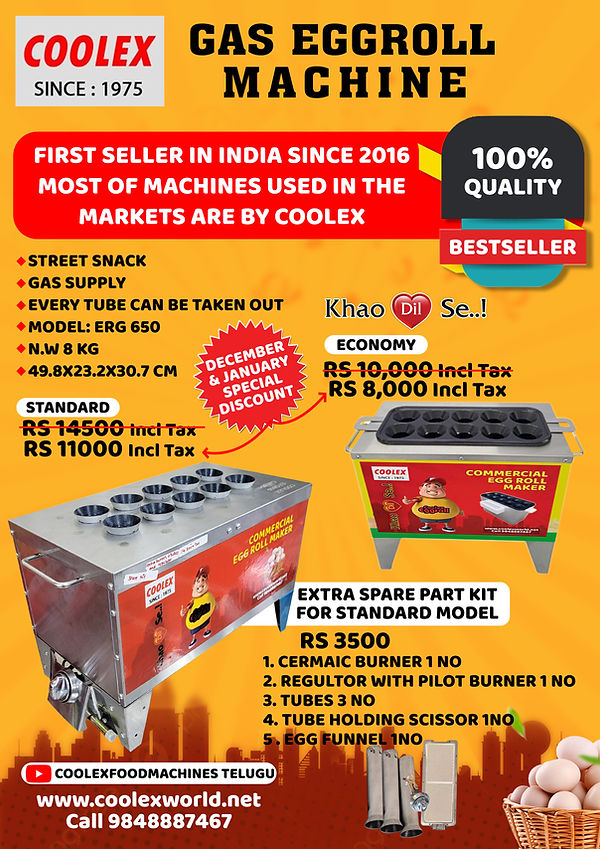 COOLEX
SINCE : 1975
GAS EGGROLL
MACHINE
FIRST SELLER IN INDIA SINCE 2016
MOST OF MACHINES USED IN THE
MARKETS ARE BY COOLEX
100%
QUALITY
BESTSELLER
STREET SNACK
GAS SUPPLY
EVERY TUBE CAN BE TAKEN OUT
MODEL: ERG 650
N.W 8 KG
49.8X23.2X30.7 CM
Khao Dil Se..!
DECEMBER
& JANUARY
SPECIAL
DISCOUNT
ECONOMY
RS 10,000 Incl Tax
RS 8,000 Incl Tax
STANDARD
RS 14500 Incl Tax
RS 11000 Incl Tax
COOLEX
SINCE : 1975
COMMERCIAL
EGG ROLL
MAKER
COOLEX
SINCE : 1975
COMMERCIAL
EGG ROLL MAKER
Khao Dil Se..!
EXTRA SPARE PART KIT
FOR STANDARD MODEL
RS 3500
1. CERMAIC BURNER 1 NO
2. REGULTOR WITH PILOT BURNER 1 NO
3. TUBES 3 NO
4. TUBE HOLDING SCISSOR 1NO
5 . EGG FUNNEL 1NO
COOLEXFOODMACHINES TELUGU
www.coolexworld.net
Call 9848887467